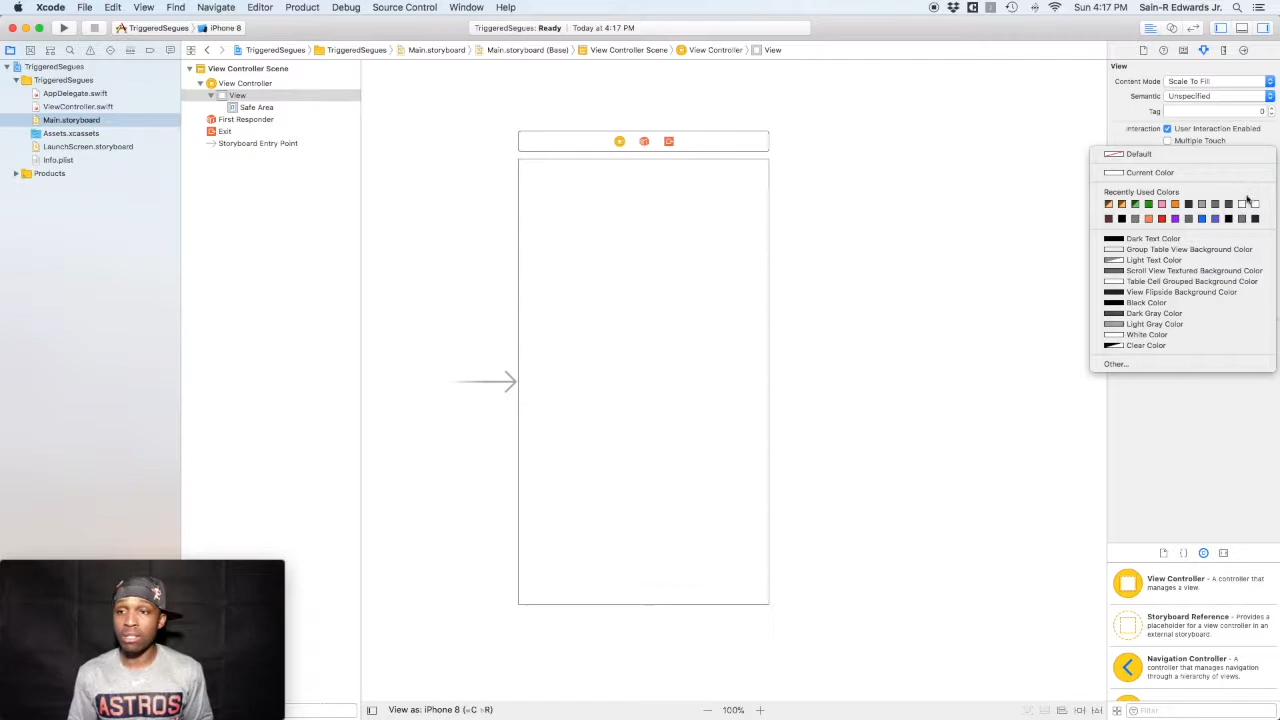 Xcode File Edit View Find Navigate Editor Product Debug Source Control Window Help
Sun 4:17 PM Sain-R Edwards Jr.
TriggeredSegues iPhone 8
TriggeredSegues: Ready Today at 4:17 PM
TriggeredSegues TriggeredSegues Main.storyboard Main.storyboard (Base) View Controller Scene View Controller View
TriggeredSegues
TriggeredSegues
AppDelegate.swift
ViewController.swift
Main.storyboard
Assets.xcassets
LaunchScreen.storyboard
Info.plist
Products
View Controller Scene
View Controller
View
Safe Area
First Responder
Exit
Storyboard Entry Point
View
Content Mode Scale To Fill
Semantic Unspecified
Tag 0
Interaction User Interaction Enabled
Multiple Touch
Default
Current Color
Recently Used Colors
Dark Text Color
Group Table View Background Color
Light Text Color
Scroll View Textured Background Color
Table Cell Grouped Background Color
View Flipside Background Color
Black Color
Dark Gray Color
Light Gray Color
White Color
Clear Color
Other...
View Controller - A controller that
manages a view.
Storyboard Reference - Provides a
placeholder for a view controller in an
external storyboard.
Navigation Controller - A
controller that manages navigation
through a hierarchy of views.
ASTROS
View as: iPhone 8 (wC hR)
100%
Filter